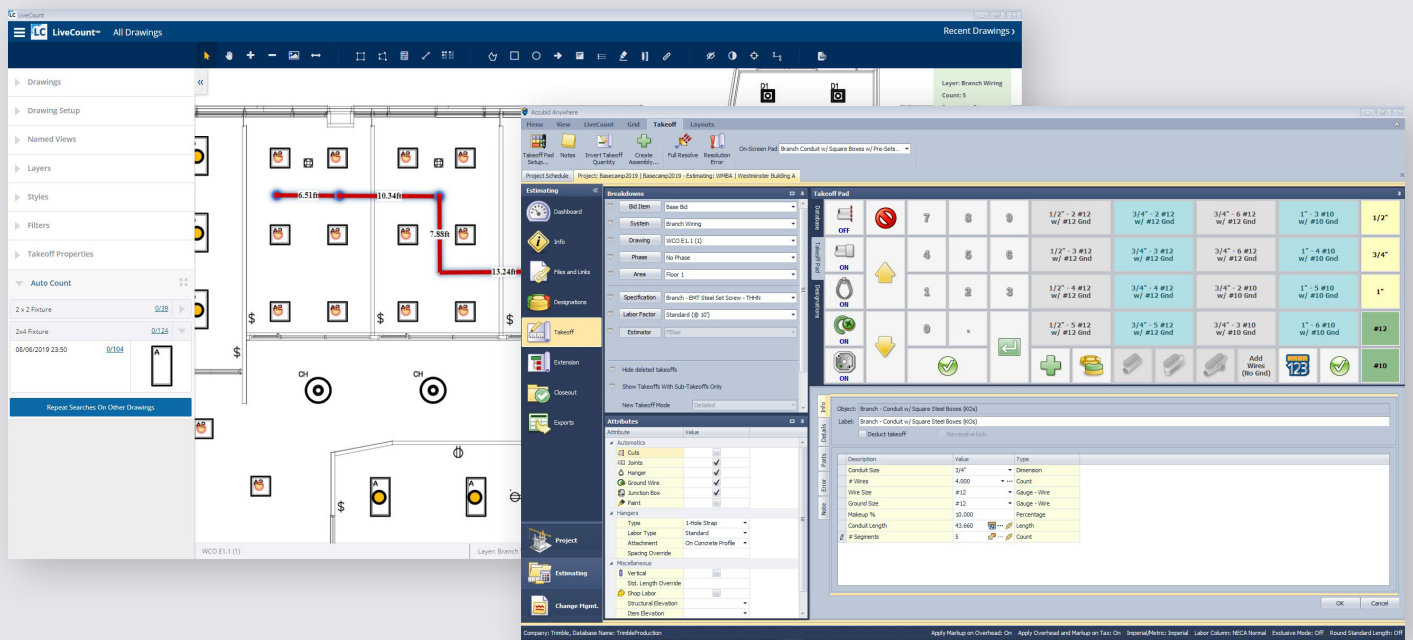 LC LiveCount
LC LiveCount™ All Drawings
Recent Drawings ›
Drawings
Drawing Setup
Named Views
Layers
Styles
Filters
Takeoff Properties
Auto Count
2 x 2 Fixture 0/39
2x4 Fixture 0/124
08/06/2019 23:50 0/104
A
Repeat Searches On Other Drawings
Layer: Branch Wiring
Count: 5
D1 D1
6.51ft 10.34ft
7.88ft
13.24ft
$ $ $
$
CH CH
A A
$
WCO E1.1 (1)
Layer: Branch
Accubid Anywhere
Menu View LiveCount Grid Takeoff Layouts
Takeoff Pad Setup...
Notes
Invert Takeoff Quantity
Create Assembly...
Full Resolve
Resolution Error
On-Screen Pad Branch Conduit w/ Square Boxes w/ Pre-Sets...
Project Schedule Project: Basecamp2019 | Basecamp2019 - Estimating: WMBA | Westminster Building A
Estimating
Dashboard
Info
Files and Links
Designations
Takeoff
Extension
Closeout
Exports
Project
Estimating
Change Mgmt.
Breakdowns
Bid Item Base Bid
System Branch Wiring
Drawing WCO E1.1 (1)
Phase No Phase
Area Floor 1
Specification Branch - EMT Steel Set Screw - THHN
Labor Factor Standard (@ 10')
Estimator
Hide deleted takeoffs
Show Takeoffs With Sub-Takeoffs Only
New Takeoff Mode Detailed
Attributes
Attribute Value
Automatics
Cuts
Joints
Hanger
Ground Wire
Junction Box
Paint
Hangers
Type 1-Hole Strap
Labor Type Standard
Attachment On Concrete Profile
Spacing Override
Miscellaneous
Vertical
Std. Length Override
Shop Labor
Structural Elevation
Item Elevation
Takeoff Pad
Database
Takeoff Pad
Designations
OFF 7 8 9
1/2" - 2 #12 w/ #12 Gnd
3/4" - 2 #12 w/ #12 Gnd
3/4" - 6 #12 w/ #12 Gnd
1" - 3 #10 w/ #10 Gnd
1/2"
ON 4 5 6
1/2" - 3 #12 w/ #12 Gnd
3/4" - 3 #12 w/ #12 Gnd
3/4" - 6 #12 w/ #12 Gnd
1" - 4 #10 w/ #10 Gnd
3/4"
ON 1 2 3
1/2" - 4 #12 w/ #12 Gnd
3/4" - 4 #12 w/ #12 Gnd
3/4" - 2 #10 w/ #10 Gnd
1" - 5 #10 w/ #10 Gnd
1"
ON 0 .
1/2" - 5 #12 w/ #12 Gnd
3/4" - 5 #12 w/ #12 Gnd
3/4" - 3 #10 w/ #10 Gnd
1" - 6 #10 w/ #10 Gnd
#12
ON
Add Wires (No Gnd)
123
#10
Info
Details
Parts
Error
Note
Object: Branch - Conduit w/ Square Steel Boxes (KOs)
Label: Branch - Conduit w/ Square Steel Boxes (KOs)
Deduct takeoff Re-resolve lock
Description Value Type
Conduit Size 3/4" Dimension
# Wires 4.000 Count
Wire Size #12 Gauge - Wire
Ground Size #12 Gauge - Wire
Makeup % 10.000 Percentage
Conduit Length 43.660 Length
# Segments 5 Count
OK Cancel
Company: Trimble, Database Name: TrimbleProduction
Apply Markup on Overhead: On Apply Overhead and Markup on Tax: On Imperial/Metric: Imperial Labor Column: NECA Normal Exclusive Mode: Off Round Standard Length: Off